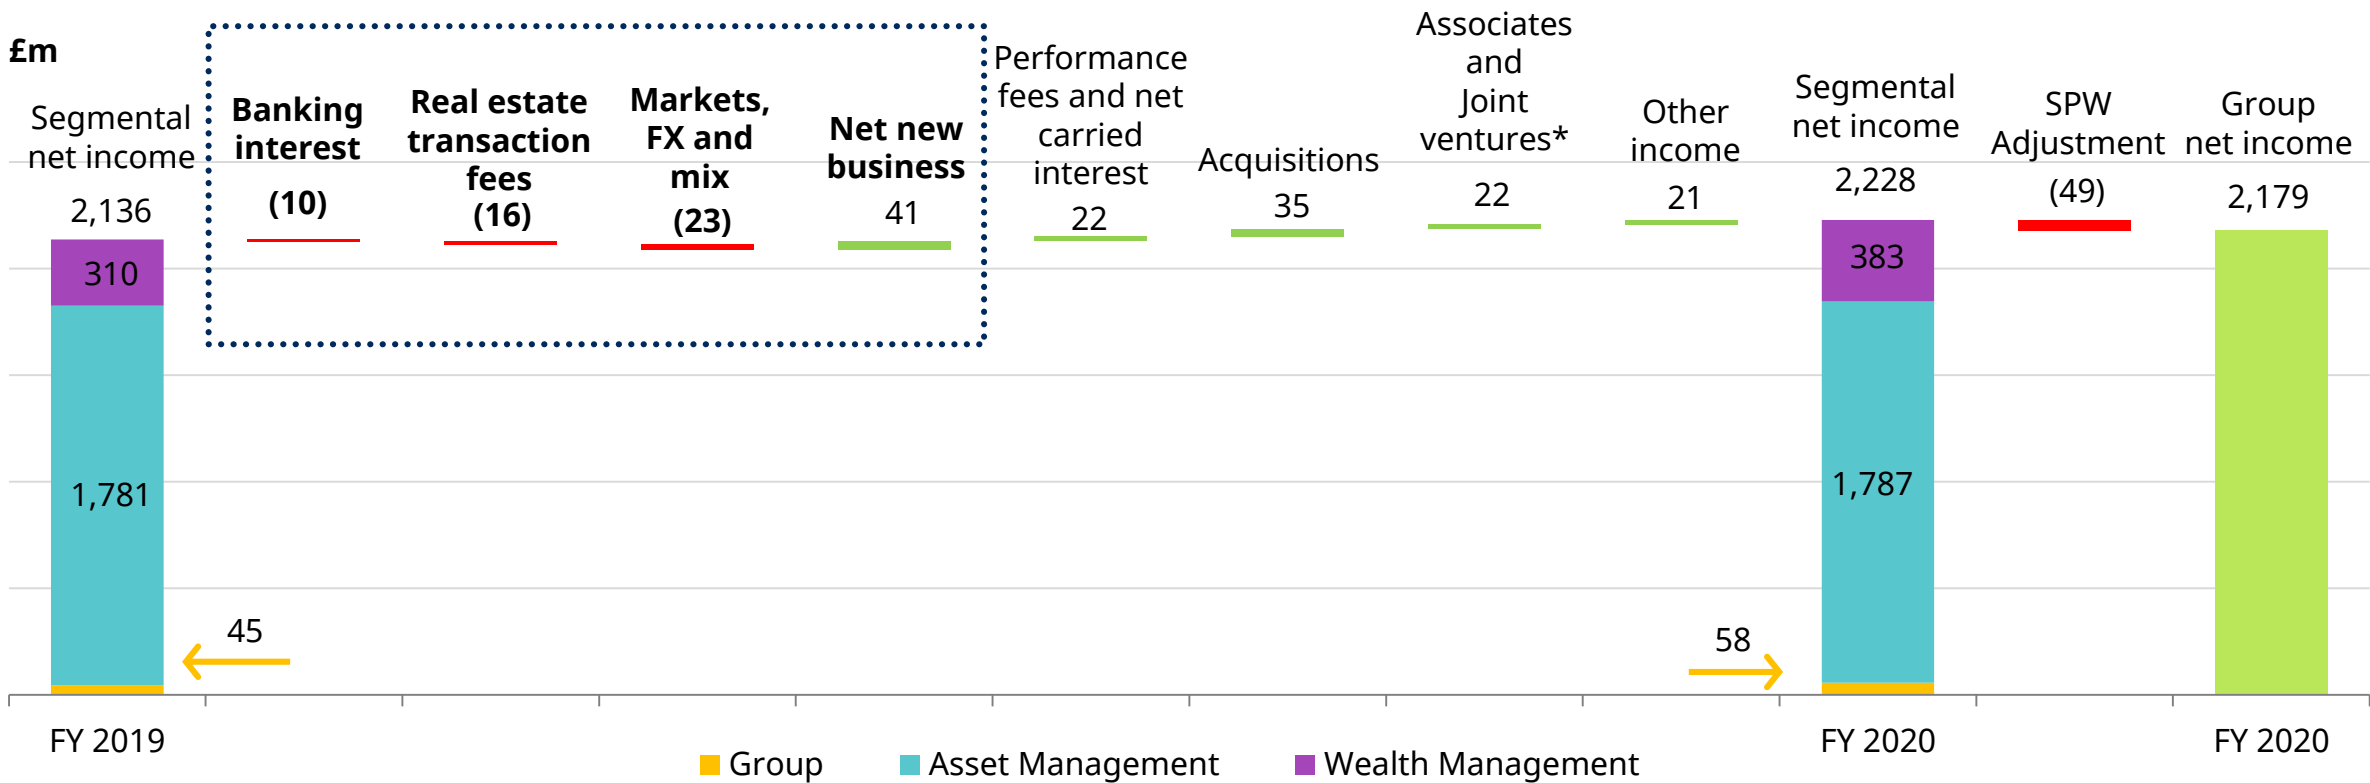 £m
Segmental
net income
2,136
310
1,781
45
Banking
interest
(10)
Real estate
transaction
fees
(16)
Markets,
FX and
mix
(23)
Net new
business
41
Performance
fees and net
carried
interest
22
Acquisitions
35
Associates
and
Joint
ventures*
22
Other
income
21
Segmental
net income
2,228
383
1,787
58
SPW
Adjustment
(49)
Group
net income
2,179
FY 2019
FY 2020
FY 2020
Group
Asset Management
Wealth Management